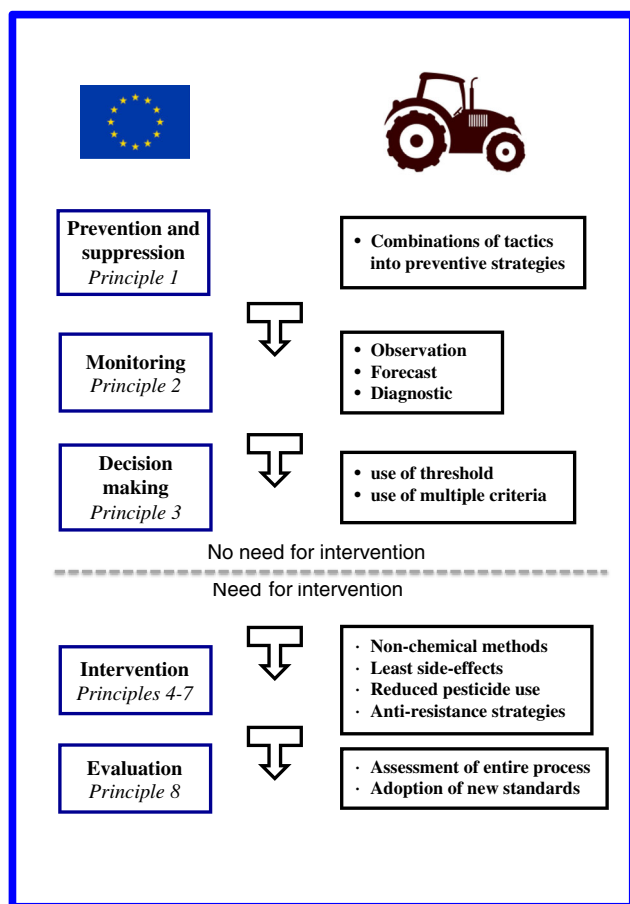 Prevention and
suppression
Principle 1
• Combinations of tactics
into preventive strategies
Monitoring
Principle 2
• Observation
• Forecast
• Diagnostic
Decision
making
Principle 3
• use of threshold
• use of multiple criteria
No need for intervention
Need for intervention
Intervention
Principles 4-7
· Non-chemical methods
· Least side-effects
· Reduced pesticide use
· Anti-resistance strategies
Evaluation
Principle 8
· Assessment of entire process
· Adoption of new standards